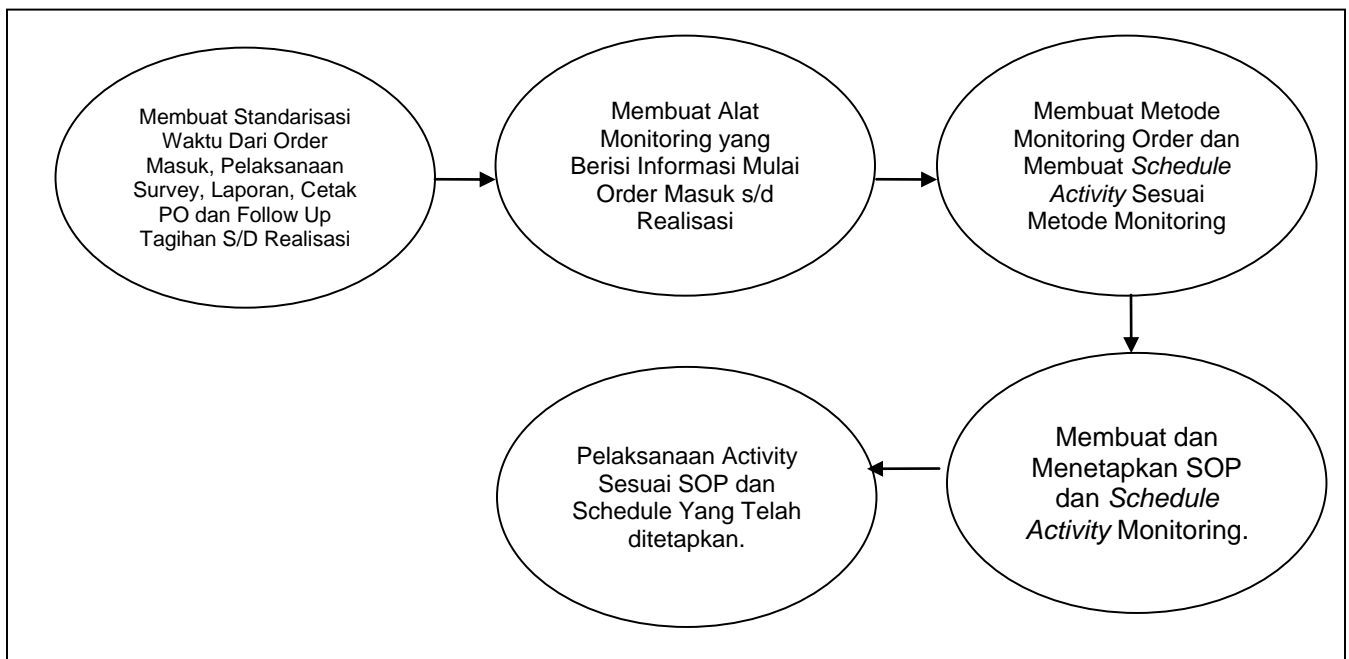 Membuat Standarisasi
Waktu Dari Order
Masuk, Pelaksanaan
Survey, Laporan, Cetak
PO dan Follow Up
Tagihan S/D Realisasi
Membuat Alat
Monitoring yang
Berisi Informasi Mulai
Order Masuk s/d
Realisasi
Membuat Metode
Monitoring Order dan
Membuat Schedule
Activity Sesuai
Metode Monitoring
Membuat dan
Menetapkan SOP
dan Schedule
Activity Monitoring.
Pelaksanaan Activity
Sesuai SOP dan
Schedule Yang Telah
ditetapkan.